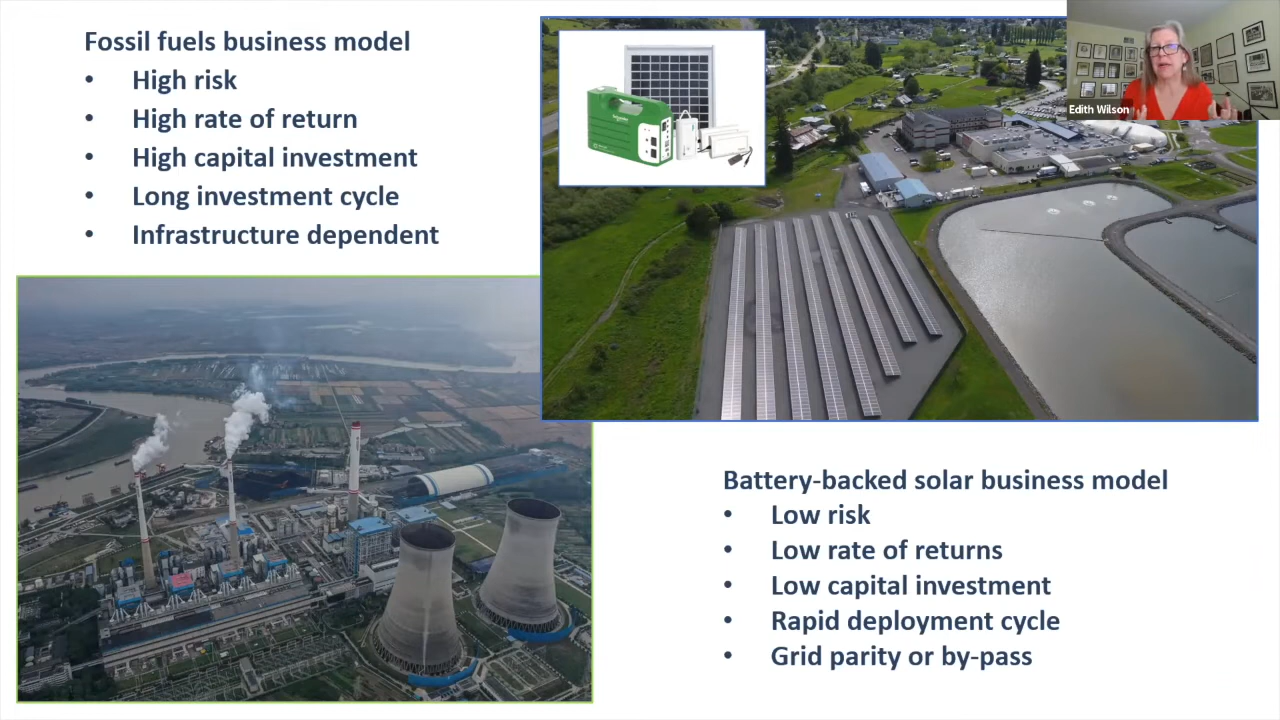 Fossil fuels business model
• High risk
• High rate of return
• High capital investment
• Long investment cycle
• Infrastructure dependent
Edith Wilson
Battery-backed solar business model
• Low risk
• Low rate of returns
• Low capital investment
• Rapid deployment cycle
• Grid parity or by-pass